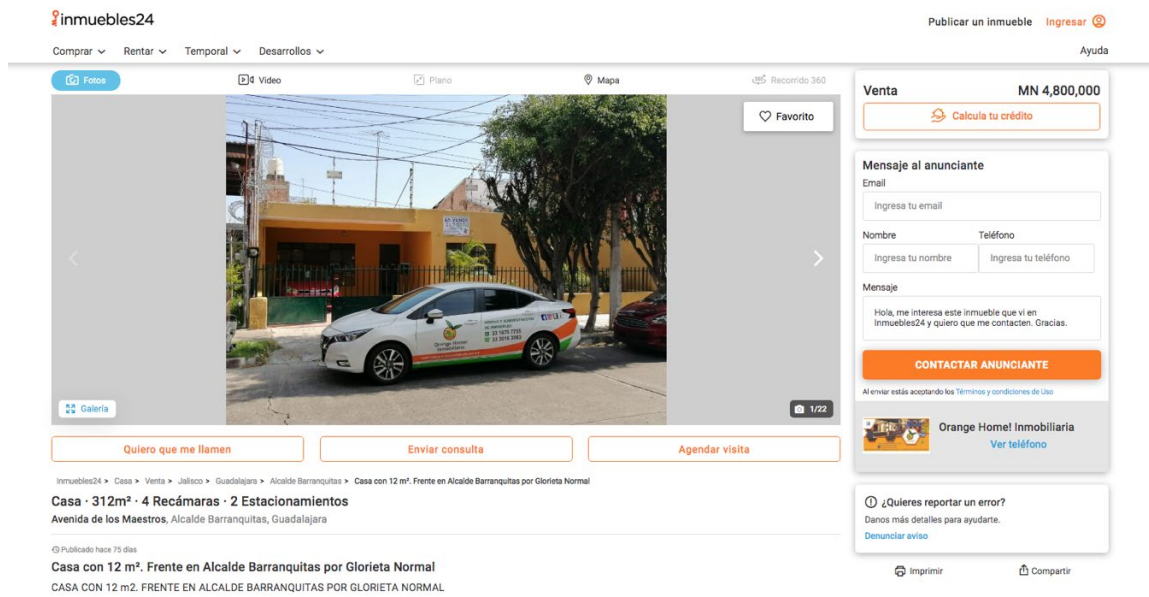 inmuebles24
Publicar un inmueble Ingresar
Comprar Rentar Temporal Desarrollos Ayuda
Fotos Video Plano Mapa Recorrido 360
Favorito
Galería 1/22
Quiero que me llamen Enviar consulta Agendar visita
Inmuebles24 > Casa > Venta > Jalisco > Guadalajara > Alcalde Barranquitas > Casa con 12 m². Frente en Alcalde Barranquitas por Glorieta Normal
Casa · 312m² · 4 Recámaras · 2 Estacionamientos
Avenida de los Maestros, Alcalde Barranquitas, Guadalajara
Publicado hace 75 días
Casa con 12 m². Frente en Alcalde Barranquitas por Glorieta Normal
CASA CON 12 m2. FRENTE EN ALCALDE BARRANQUITAS POR GLORIETA NORMAL
Venta MN 4,800,000
Calcula tu crédito
Mensaje al anunciante
Email
Ingresa tu email
Nombre Teléfono
Ingresa tu nombre Ingresa tu teléfono
Mensaje
Hola, me interesa este inmueble que vi en
Inmuebles24 y quiero que me contacten. Gracias.
CONTACTAR ANUNCIANTE
Al enviar estás aceptando los Términos y condiciones de Uso
Orange Home! Inmobiliaria
Ver teléfono
¿Quieres reportar un error?
Danos más detalles para ayudarte.
Denunciar aviso
Imprimir Compartir